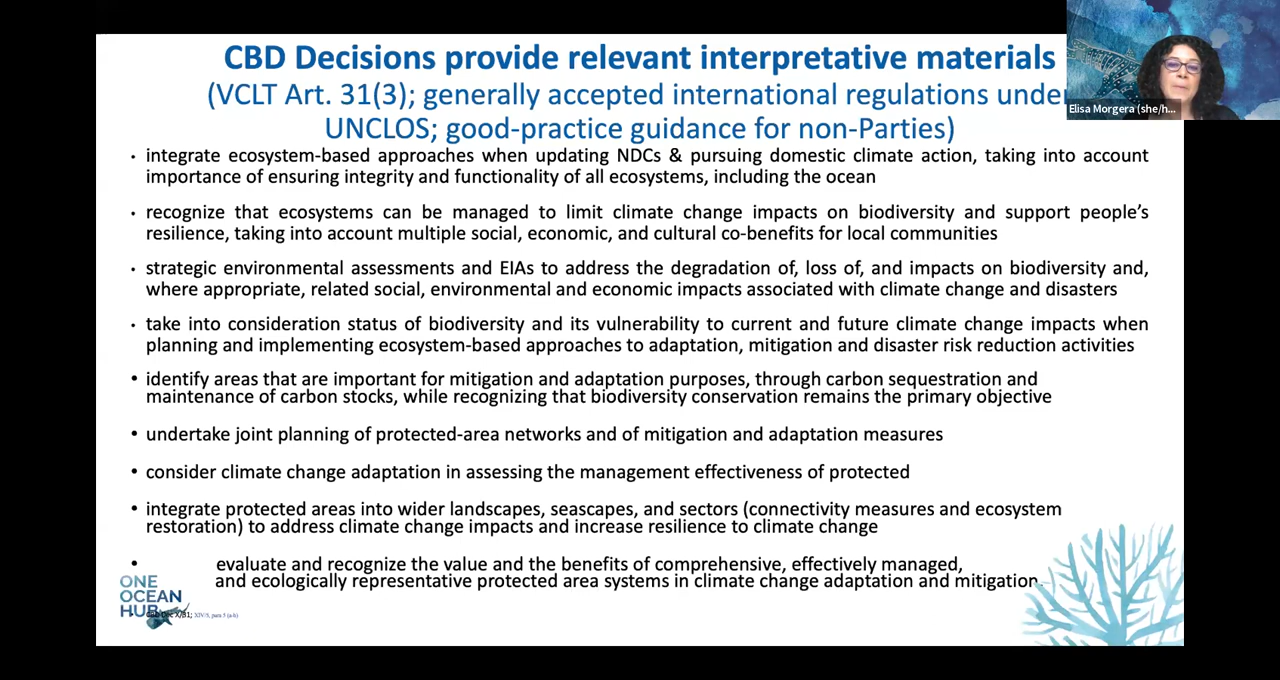 CBD Decisions provide relevant interpretative materials
(VCLT Art. 31(3); generally accepted international regulations under
UNCLOS; good-practice guidance for non-Parties)
Elisa Morgera (she/h...
• integrate ecosystem-based approaches when updating NDCs & pursuing domestic climate action, taking into account
importance of ensuring integrity and functionality of all ecosystems, including the ocean
• recognize that ecosystems can be managed to limit climate change impacts on biodiversity and support people's
resilience, taking into account multiple social, economic, and cultural co-benefits for local communities
• strategic environmental assessments and EIAs to address the degradation of, loss of, and impacts on biodiversity and,
where appropriate, related social, environmental and economic impacts associated with climate change and disasters
• take into consideration status of biodiversity and its vulnerability to current and future climate change impacts when
planning and implementing ecosystem-based approaches to adaptation, mitigation and disaster risk reduction activities
• identify areas that are important for mitigation and adaptation purposes, through carbon sequestration and
maintenance of carbon stocks, while recognizing that biodiversity conservation remains the primary objective
• undertake joint planning of protected-area networks and of mitigation and adaptation measures
• consider climate change adaptation in assessing the management effectiveness of protected
• integrate protected areas into wider landscapes, seascapes, and sectors (connectivity measures and ecosystem
restoration) to address climate change impacts and increase resilience to climate change
• evaluate and recognize the value and the benefits of comprehensive, effectively managed,
and ecologically representative protected area systems in climate change adaptation and mitigation.
ONE
OCEAN
HUB
XIV/5, para 5 (a-h)